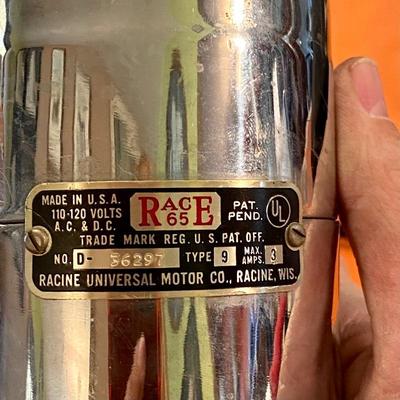 MADE IN U.S.A.
110-120 VOLTS
A.C. & D.C.
RACE
65
PAT.
PEND.
UL
TRADE MARK REG. U.S. PAT. OFF.
NO. D- 56297 TYPE 9 MAX. AMPS. 3
RACINE UNIVERSAL MOTOR CO., RACINE, WIS.